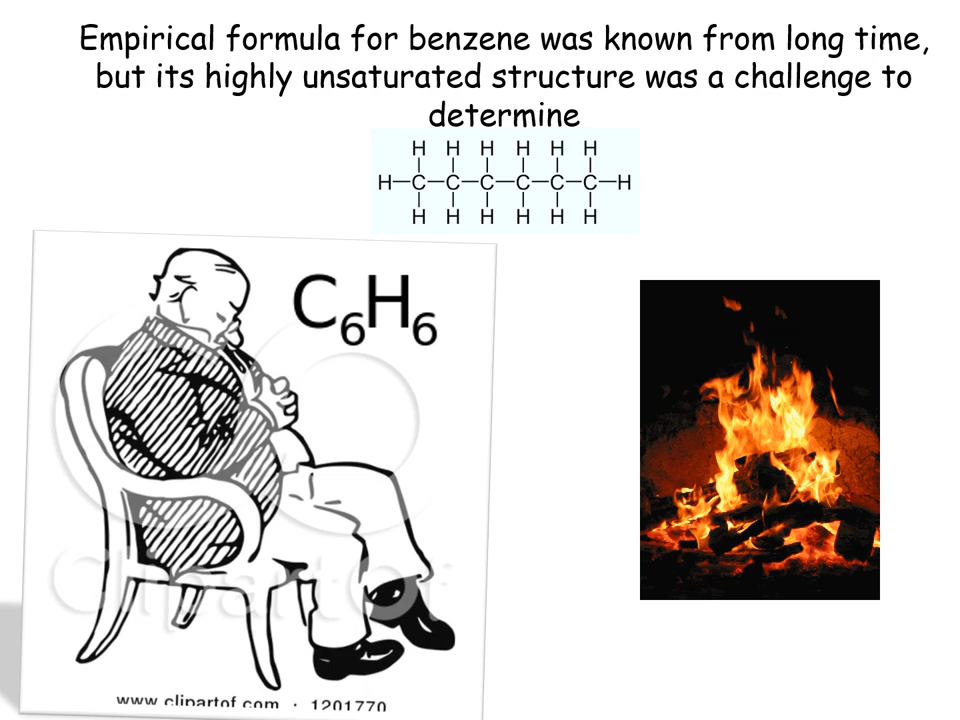 Empirical formula for benzene was known from long time,
but its highly unsaturated structure was a challenge to
determine
H H H H H H
H—C—C—C—C—C—C—H
H H H H H H
C₆H₆
ClipartOf
www.clipartof.com · 1201770